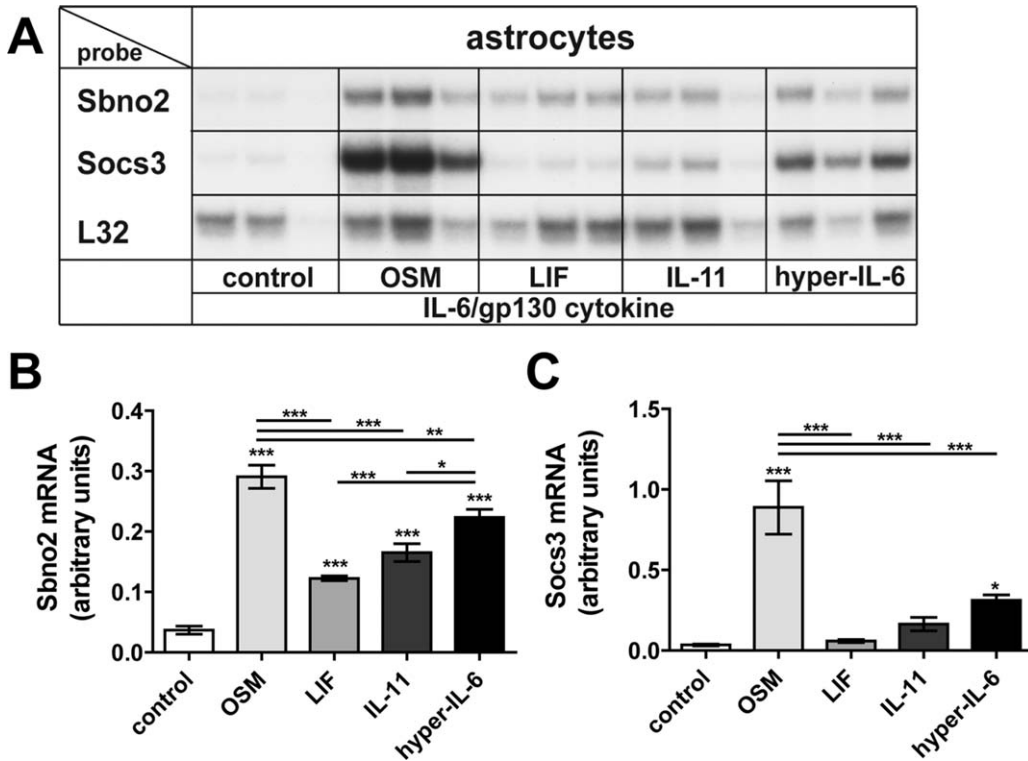 A
probe
astrocytes
Sbno2
Socs3
L32
control OSM LIF IL-11 hyper-IL-6
IL-6/gp130 cytokine
B
Sbno2 mRNA
(arbitrary units)
0.4
0.3
0.2
0.1
0.0
***
***
**
***
*
***
***
***
***
control
OSM
LIF
IL-11
hyper-IL-6
C
Socs3 mRNA
(arbitrary units)
1.5
1.0
0.5
0.0
***
***
***
***
*
control
OSM
LIF
IL-11
hyper-IL-6